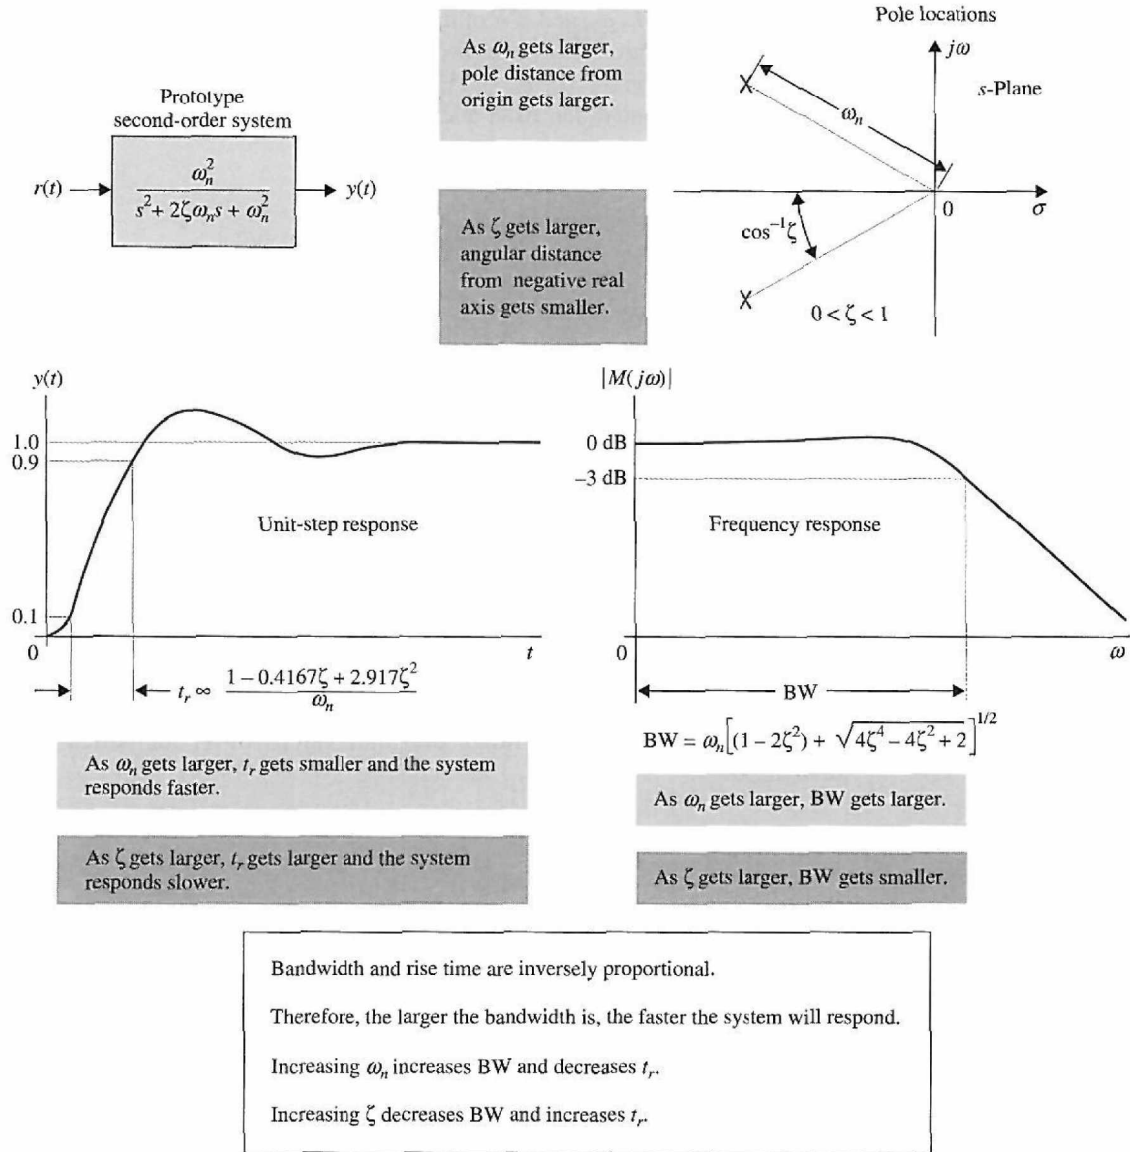 Pole locations
As ωn gets larger,
pole distance from
origin gets larger.
jω
s-Plane
ωn
Prototype
second-order system
r(t)
ωn²
s² + 2ζωns + ωn²
y(t)
0
σ
As ζ gets larger,
angular distance
from negative real
axis gets smaller.
cos⁻¹ζ
0 < ζ < 1
y(t)
1.0
0.9
Unit-step response
0.1
0
t
tr ∞ 1 − 0.4167ζ + 2.917ζ²
ωn
|M(jω)|
0 dB
−3 dB
Frequency response
0
ω
BW
BW = ωn[(1 − 2ζ²) + √4ζ⁴ − 4ζ² + 2]^1/2
As ωn gets larger, tr gets smaller and the system
responds faster.
As ζ gets larger, tr gets larger and the system
responds slower.
As ωn gets larger, BW gets larger.
As ζ gets larger, BW gets smaller.
Bandwidth and rise time are inversely proportional.
Therefore, the larger the bandwidth is, the faster the system will respond.
Increasing ωn increases BW and decreases tr.
Increasing ζ decreases BW and increases tr.